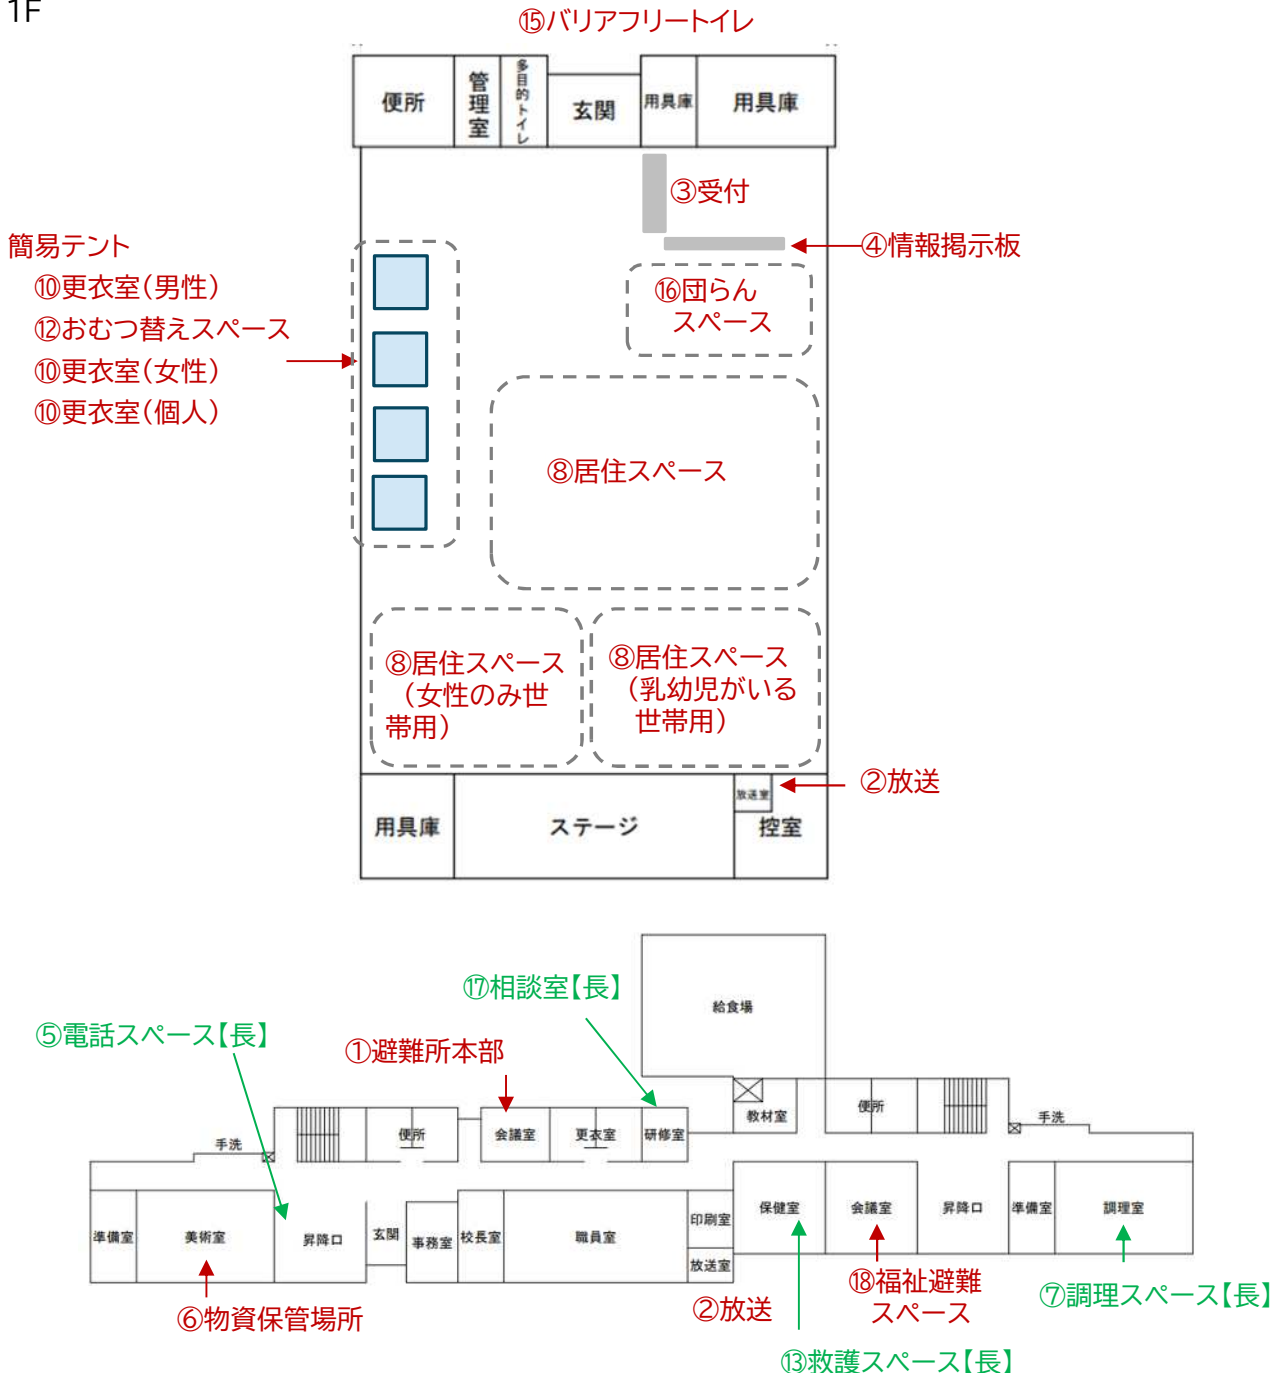 1F
⑮バリアフリートイレ
便所
管理室
多目的トイレ
玄関
用具庫
用具庫
③受付
④情報掲示板
簡易テント
⑩更衣室(男性)
⑫おむつ替えスペース
⑩更衣室(女性)
⑩更衣室(個人)
⑯団らん
スペース
⑧居住スペース
⑧居住スペース
(女性のみ世
帯用)
⑧居住スペース
(乳幼児がいる
世帯用)
②放送
放送室
用具庫
ステージ
控室
⑰相談室【長】
給食場
⑤電話スペース【長】
①避難所本部
教材室
便所
手洗
手洗
便所
会議室
更衣室
研修室
準備室
美術室
昇降口
玄関
事務室
校長室
職員室
印刷室
放送室
保健室
会議室
昇降口
準備室
調理室
⑥物資保管場所
②放送
⑱福祉避難
スペース
⑦調理スペース【長】
⑬救護スペース【長】